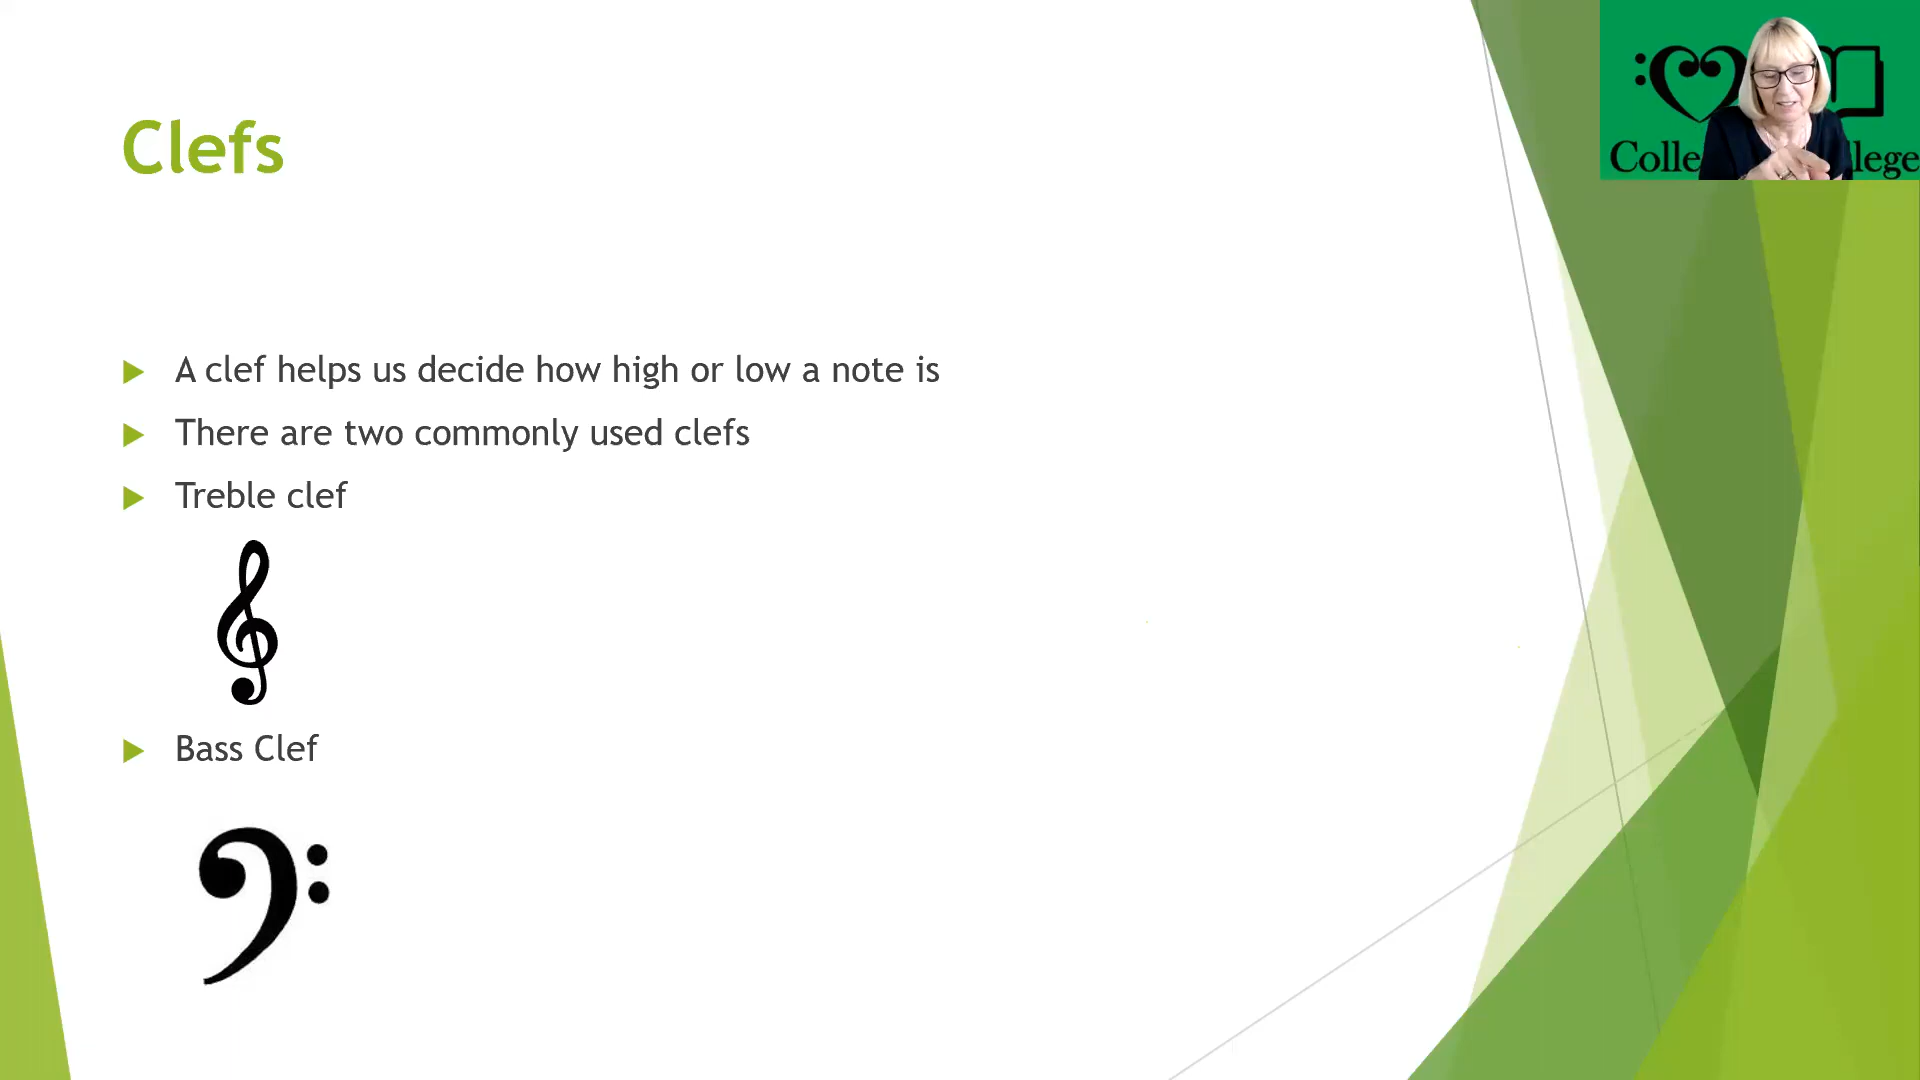 Clefs
A clef helps us decide how high or low a note is
There are two commonly used clefs
Treble clef
Bass Clef